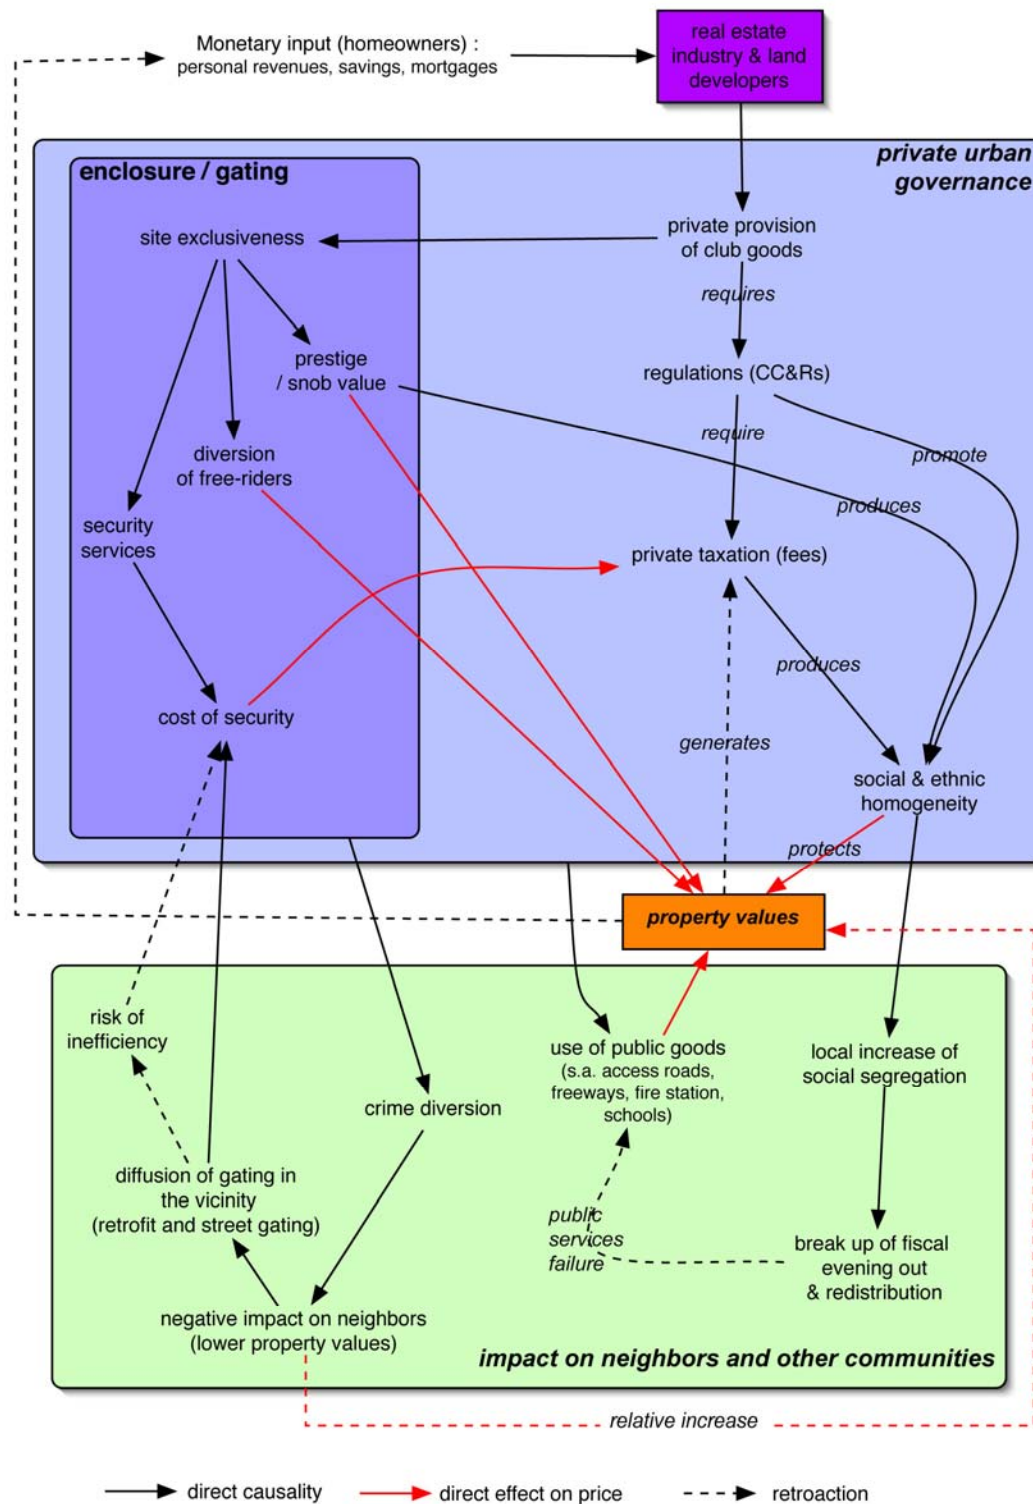 Monetary input (homeowners) :
personal revenues, savings, mortgages
real estate
industry & land
developers
private urban
governance
enclosure / gating
site exclusiveness
private provision
of club goods
requires
prestige
/ snob value
regulations (CC&Rs)
require
promote
diversion
of free-riders
produces
security
services
private taxation (fees)
produces
cost of security
generates
social & ethnic
homogeneity
protects
property values
risk of
inefficiency
use of public goods
(s.a. access roads,
freeways, fire station,
schools)
local increase of
social segregation
crime diversion
diffusion of gating in
the vicinity
(retrofit and street gating)
public
services
failure
break up of fiscal
evening out
& redistribution
negative impact on neighbors
(lower property values)
impact on neighbors and other communities
relative increase
direct causality
direct effect on price
retroaction